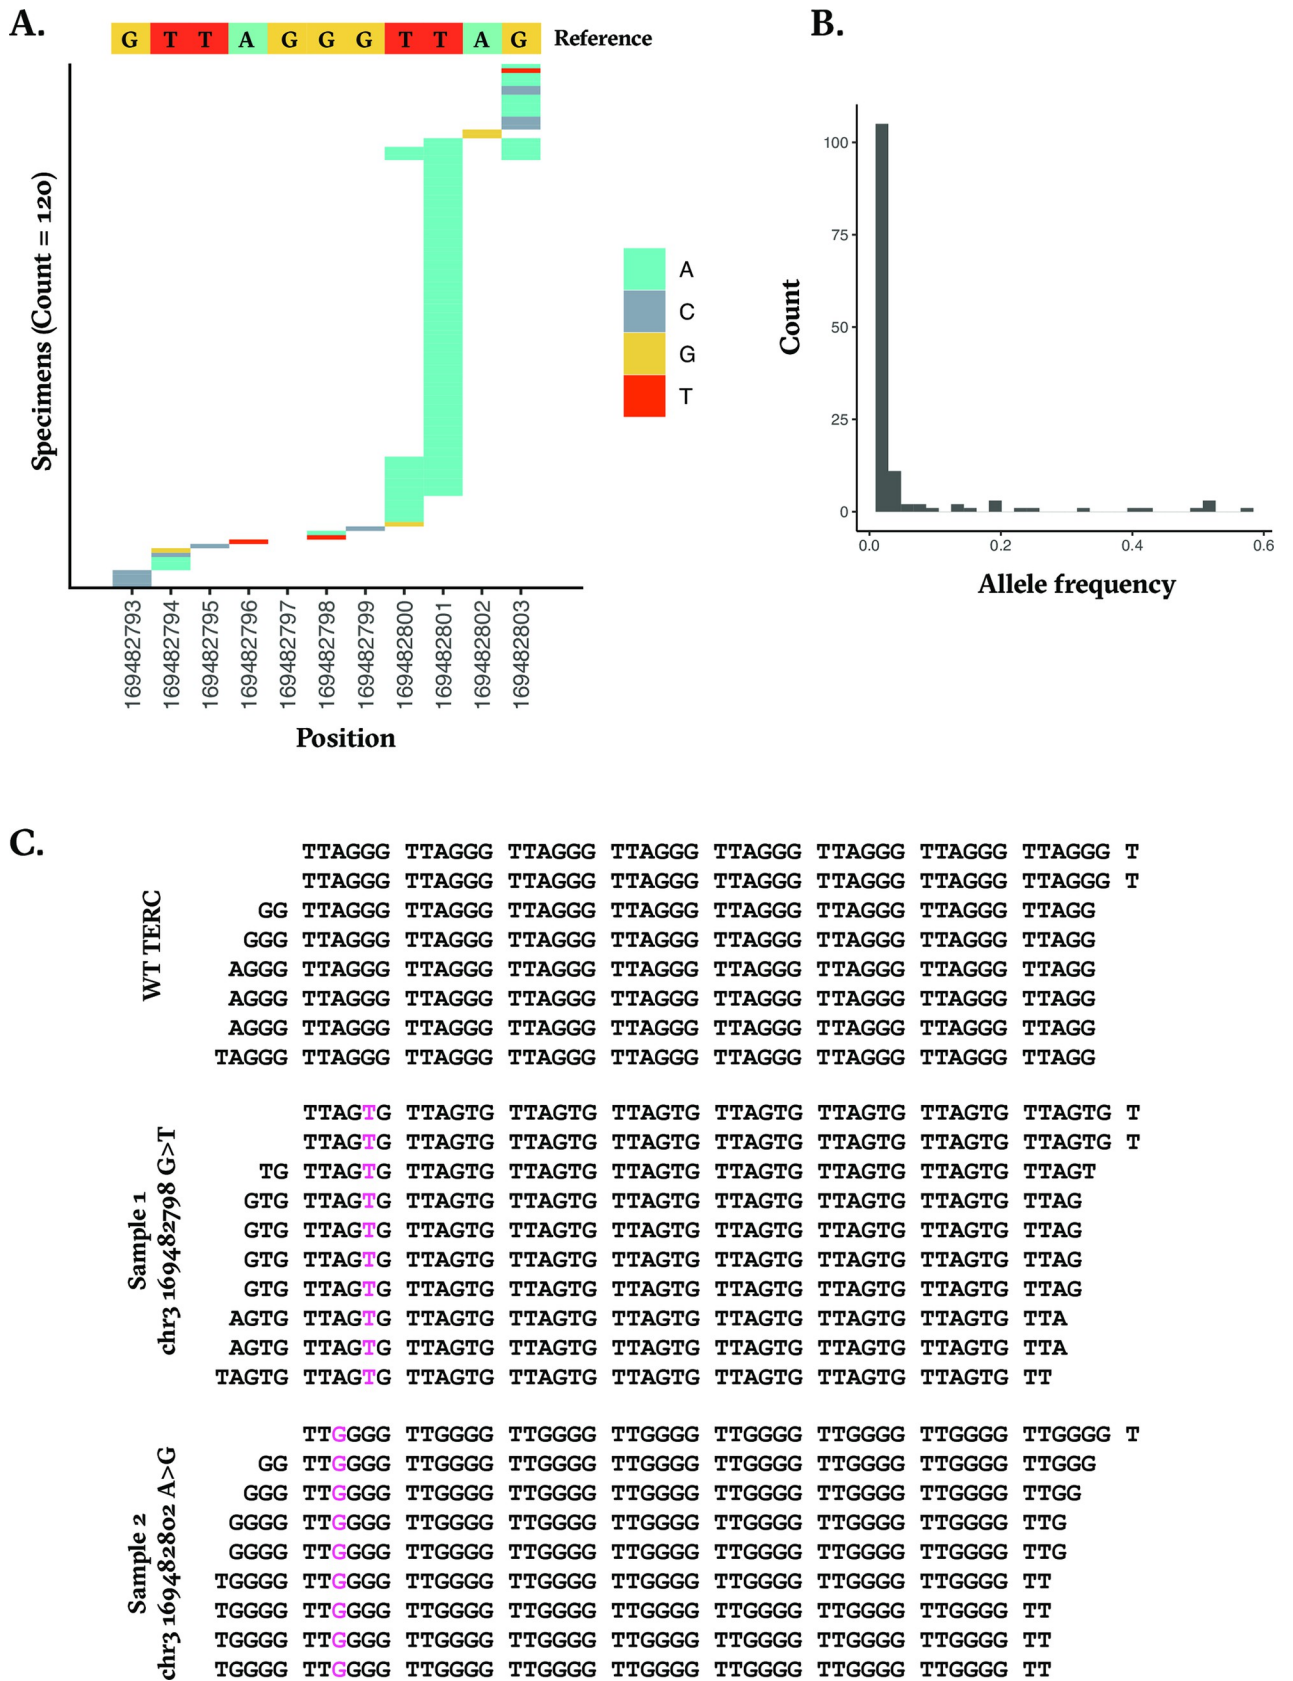 A.
G T T A G G G T T A G Reference
Specimens (Count = 120)
A
C
G
T
169482793
169482794
169482795
169482796
169482797
169482798
169482799
169482800
169482801
169482802
169482803
Position
B.
100
75
50
25
0
Count
0.0 0.2 0.4 0.6
Allele frequency
C.
WT TERC
TTAGGG TTAGGG TTAGGG TTAGGG TTAGGG TTAGGG TTAGGG TTAGGG T
TTAGGG TTAGGG TTAGGG TTAGGG TTAGGG TTAGGG TTAGGG TTAGGG T
GG TTAGGG TTAGGG TTAGGG TTAGGG TTAGGG TTAGGG TTAGGG TTAGG
GGG TTAGGG TTAGGG TTAGGG TTAGGG TTAGGG TTAGGG TTAGGG TTAGG
AGGG TTAGGG TTAGGG TTAGGG TTAGGG TTAGGG TTAGGG TTAGGG TTAGG
AGGG TTAGGG TTAGGG TTAGGG TTAGGG TTAGGG TTAGGG TTAGGG TTAGG
AGGG TTAGGG TTAGGG TTAGGG TTAGGG TTAGGG TTAGGG TTAGGG TTAGG
TAGGG TTAGGG TTAGGG TTAGGG TTAGGG TTAGGG TTAGGG TTAGGG TTAGG
Sample 1
chr3 169482798 G>T
TTAGTG TTAGTG TTAGTG TTAGTG TTAGTG TTAGTG TTAGTG TTAGTG T
TTAGTG TTAGTG TTAGTG TTAGTG TTAGTG TTAGTG TTAGTG TTAGTG T
TG TTAGTG TTAGTG TTAGTG TTAGTG TTAGTG TTAGTG TTAGTG TTAGT
GTG TTAGTG TTAGTG TTAGTG TTAGTG TTAGTG TTAGTG TTAGTG TTAG
GTG TTAGTG TTAGTG TTAGTG TTAGTG TTAGTG TTAGTG TTAGTG TTAG
GTG TTAGTG TTAGTG TTAGTG TTAGTG TTAGTG TTAGTG TTAGTG TTAG
GTG TTAGTG TTAGTG TTAGTG TTAGTG TTAGTG TTAGTG TTAGTG TTAG
AGTG TTAGTG TTAGTG TTAGTG TTAGTG TTAGTG TTAGTG TTAGTG TTA
AGTG TTAGTG TTAGTG TTAGTG TTAGTG TTAGTG TTAGTG TTAGTG TTA
TAGTG TTAGTG TTAGTG TTAGTG TTAGTG TTAGTG TTAGTG TTAGTG TT
Sample 2
chr3 169482802 A>G
TTGGGG TTGGGG TTGGGG TTGGGG TTGGGG TTGGGG TTGGGG TTGGGG T
GG TTGGGG TTGGGG TTGGGG TTGGGG TTGGGG TTGGGG TTGGGG TTGGG
GGG TTGGGG TTGGGG TTGGGG TTGGGG TTGGGG TTGGGG TTGGGG TTGG
GGGG TTGGGG TTGGGG TTGGGG TTGGGG TTGGGG TTGGGG TTGGGG TTG
GGGG TTGGGG TTGGGG TTGGGG TTGGGG TTGGGG TTGGGG TTGGGG TTG
TGGGG TTGGGG TTGGGG TTGGGG TTGGGG TTGGGG TTGGGG TTGGGG TT
TGGGG TTGGGG TTGGGG TTGGGG TTGGGG TTGGGG TTGGGG TTGGGG TT
TGGGG TTGGGG TTGGGG TTGGGG TTGGGG TTGGGG TTGGGG TTGGGG TT
TGGGG TTGGGG TTGGGG TTGGGG TTGGGG TTGGGG TTGGGG TTGGGG TT